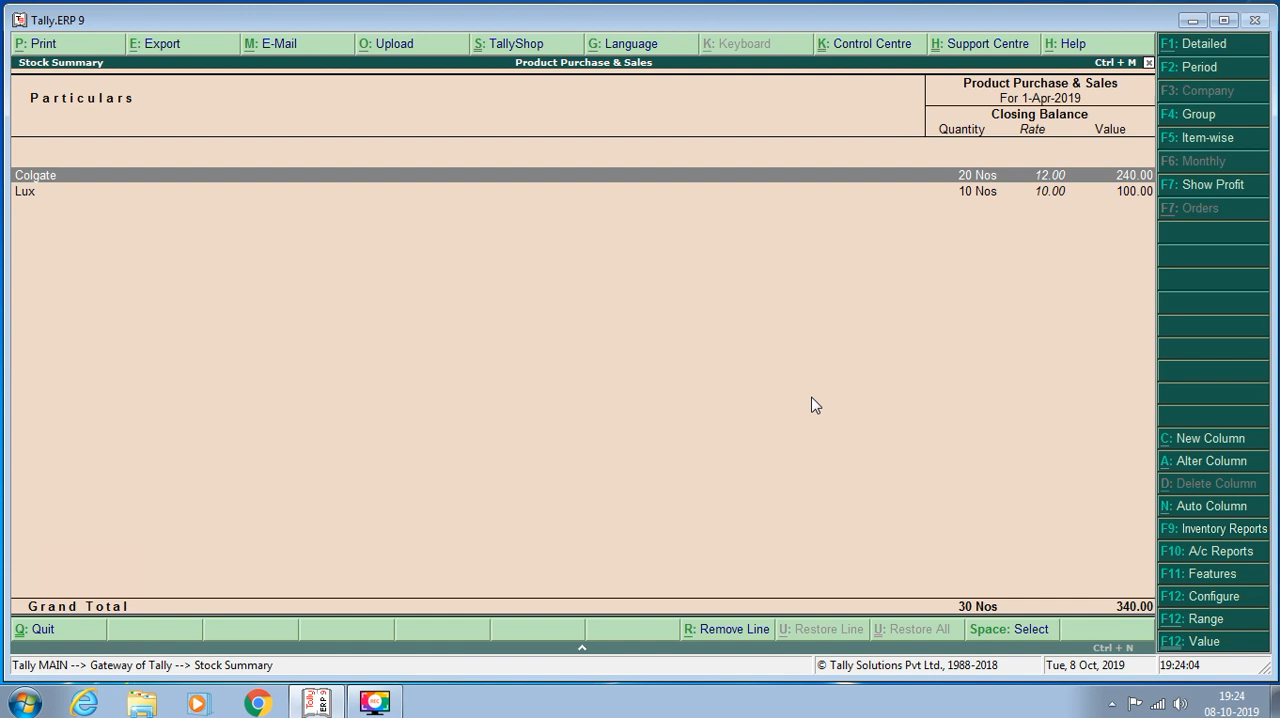 Tally.ERP 9
P: Print E: Export M: E-Mail O: Upload S: TallyShop G: Language K: Keyboard K: Control Centre H: Support Centre H: Help
Stock Summary Product Purchase & Sales Ctrl + M
Particulars
Product Purchase & Sales
For 1-Apr-2019
Closing Balance
Quantity Rate Value
Colgate 20 Nos 12.00 240.00
Lux 10 Nos 10.00 100.00
Grand Total 30 Nos 340.00
F1: Detailed
F2: Period
F3: Company
F4: Group
F5: Item-wise
F6: Monthly
F7: Show Profit
F7: Orders
C: New Column
A: Alter Column
D: Delete Column
N: Auto Column
F9: Inventory Reports
F10: A/c Reports
F11: Features
F12: Configure
F12: Range
F12: Value
Q: Quit R: Remove Line U: Restore Line U: Restore All Space: Select
Ctrl + N
Tally MAIN --> Gateway of Tally --> Stock Summary © Tally Solutions Pvt Ltd., 1988-2018 Tue, 8 Oct, 2019 19:24:04
Tally ERP 9
REC
19:24
08-10-2019